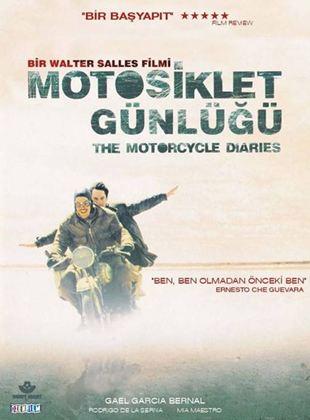 "BİR BAŞYAPIT" ★★★★★
FILM REVIEW
BİR WALTER SALLES FİLMİ
MOTOSİKLET
GÜNLÜĞÜ
THE MOTORCYCLE DIARIES
"BEN, BEN OLMADAN ÖNCEKİ BEN"
ERNESTO CHE GUEVARA
GAEL GARCIA BERNAL
RODRIGO DE LA SERNA MIA MAESTRO